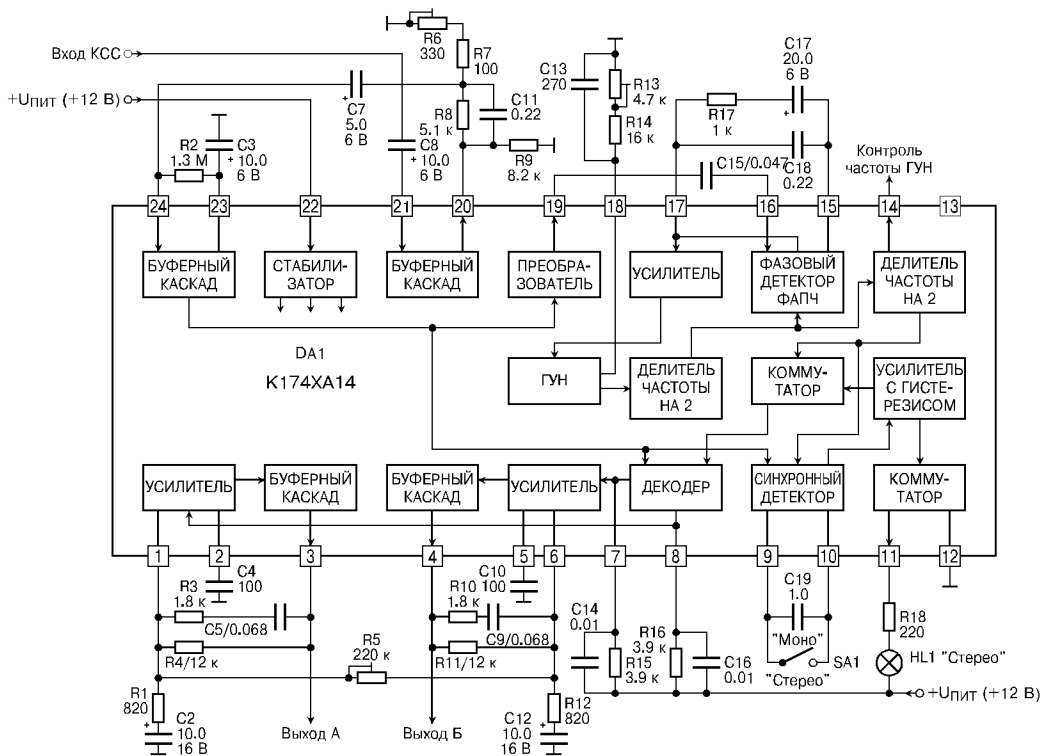 R6
330
Вход КСС
R7
100
+Uпит (+12 В)
C7
5.0
6 В
R8
5.1 к
C11
0.22
C13
270
R13
4.7 к
R14
16 к
C17
20.0
6 В
R17
1 к
C18
0.22
R2
1.3 М
C3
+ 10.0
6 В
C8
+ 10.0
6 В
R9
8.2 к
C15/0.047
Контроль
частоты ГУН
24
23
22
21
20
19
18
17
16
15
14
13
БУФЕРНЫЙ
КАСКАД
СТАБИЛИ-
ЗАТОР
БУФЕРНЫЙ
КАСКАД
ПРЕОБРА-
ЗОВАТЕЛЬ
УСИЛИТЕЛЬ
ФАЗОВЫЙ
ДЕТЕКТОР
ФАПЧ
ДЕЛИТЕЛЬ
ЧАСТОТЫ
НА 2
DA1
К174ХА14
ГУН
ДЕЛИТЕЛЬ
ЧАСТОТЫ
НА 2
КОММУ-
ТАТОР
УСИЛИТЕЛЬ
С ГИСТЕ-
РЕЗИСОМ
УСИЛИТЕЛЬ
БУФЕРНЫЙ
КАСКАД
БУФЕРНЫЙ
КАСКАД
УСИЛИТЕЛЬ
ДЕКОДЕР
СИНХРОННЫЙ
ДЕТЕКТОР
КОММУ-
ТАТОР
1
2
3
4
5
6
7
8
9
10
11
12
R3
1.8 к
C4
100
C5/0.068
R4/12 к
R5
220 к
R10
1.8 к
C10
100
C9/0.068
R11/12 к
C14
0.01
R15
3.9 к
R16
3.9 к
C16
0.01
C19
1.0
"Моно"
"Стерео"
SA1
R18
220
HL1 "Стерео"
+Uпит (+12 В)
R1
820
C2
10.0
16 В
Выход А
Выход Б
R12
820
C12
10.0
16 В